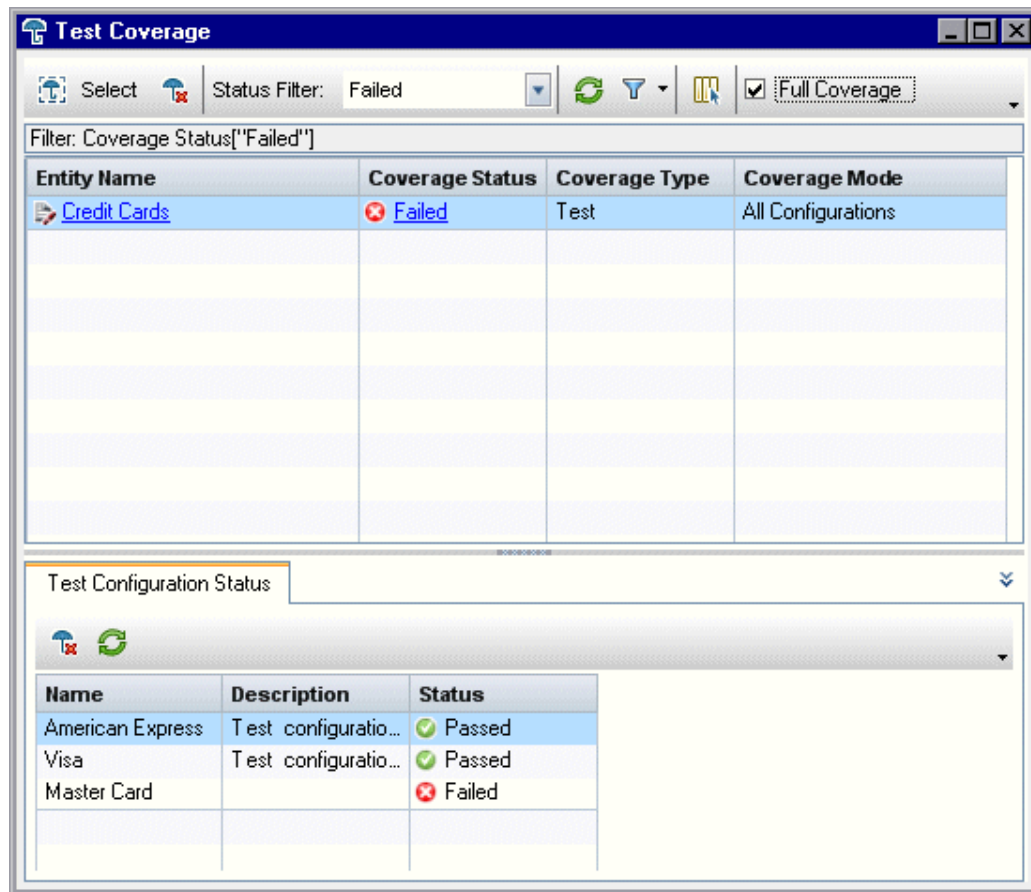 Test Coverage
Select Status Filter: Failed Full Coverage
Filter: Coverage Status["Failed"]
Entity Name Coverage Status Coverage Type Coverage Mode
Credit Cards Failed Test All Configurations
Test Configuration Status
Name Description Status
American Express Test configuratio... Passed
Visa Test configuratio... Passed
Master Card Failed